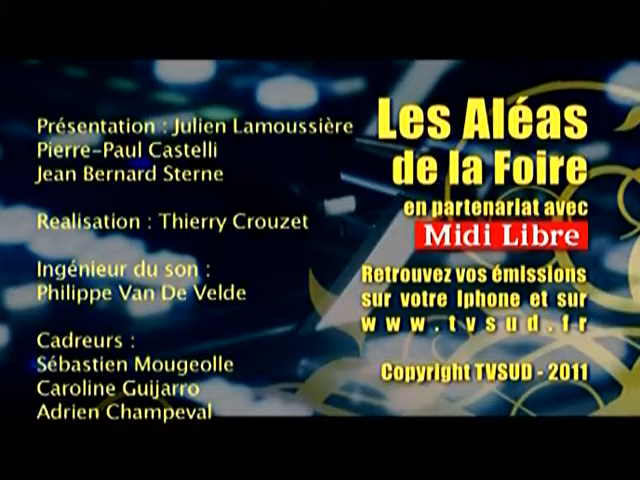 Présentation : Julien Lamoussière
Pierre-Paul Castelli
Jean Bernard Sterne
Realisation : Thierry Crouzet
Ingénieur du son :
Philippe Van De Velde
Cadreurs :
Sébastien Mougeolle
Caroline Guijarro
Adrien Champeval
Les Aléas
de la Foire
en partenariat avec
Midi Libre
Retrouvez vos émissions
sur votre Iphone et sur
www.tvsud.fr
Copyright TVSUD - 2011